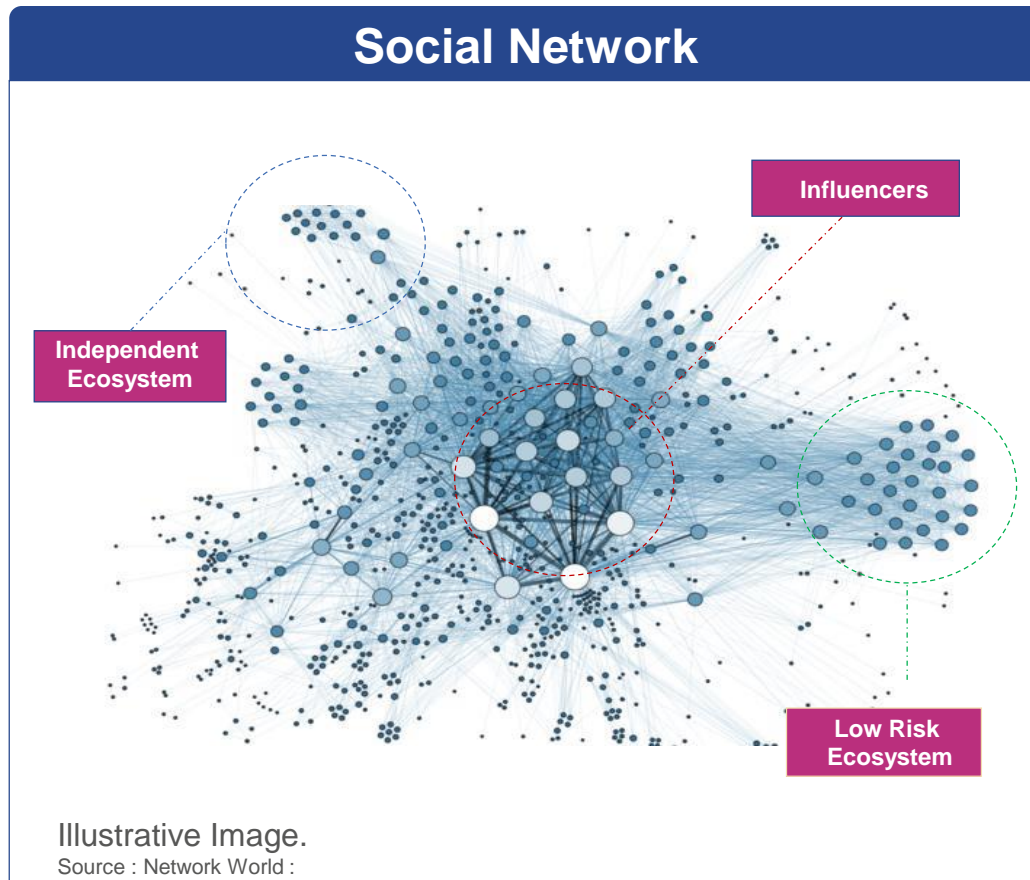 Social Network
Influencers
Independent
Ecosystem
Low Risk
Ecosystem
Illustrative Image.
Source : Network World :